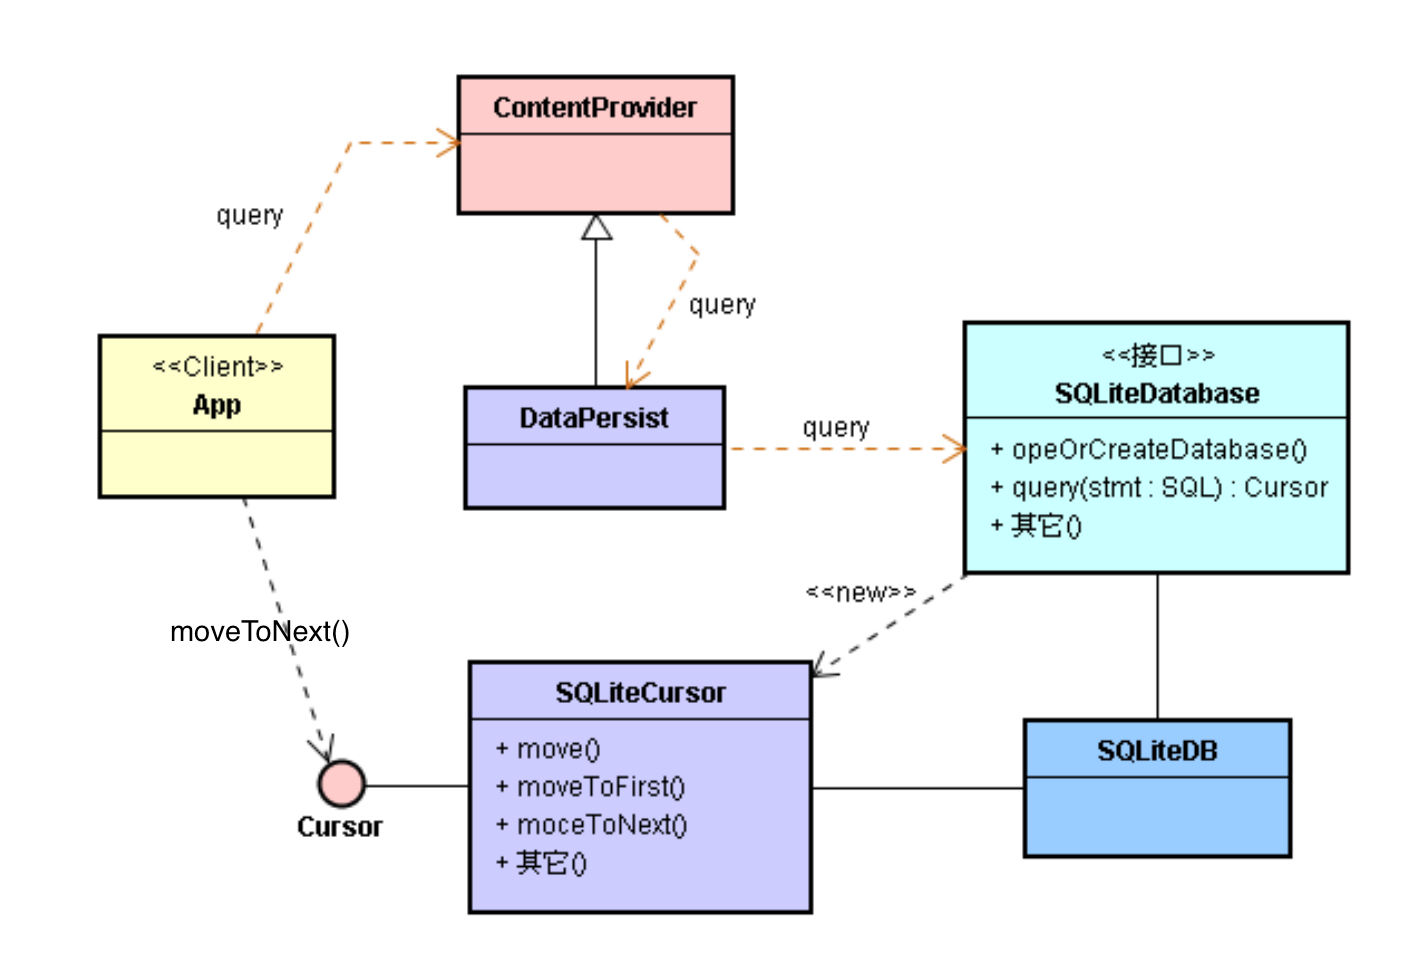 ContentProvider
query
query
<<Client>>
App
DataPersist
query
<<接口>>
SQLiteDatabase
+ opeOrCreateDatabase()
+ query(stmt : SQL) : Cursor
+ 其它()
<<new>>
moveToNext()
SQLiteCursor
+ move()
+ moveToFirst()
+ moceToNext()
+ 其它()
SQLiteDB
Cursor